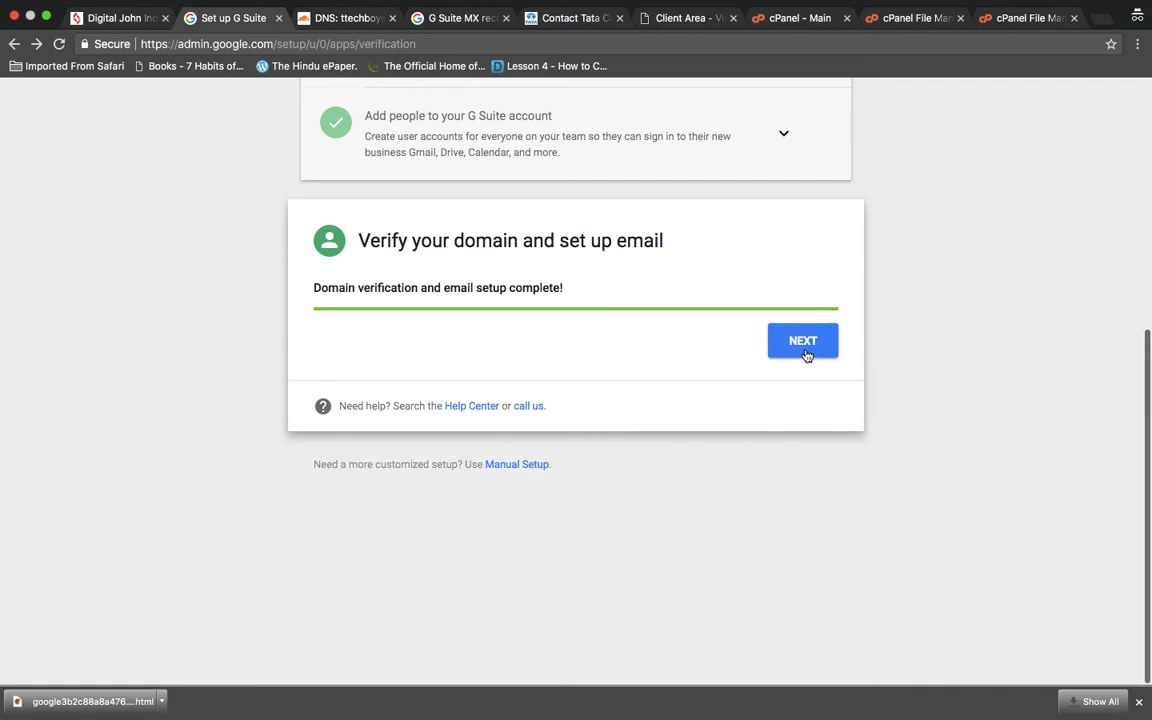 Digital John Inc
Set up G Suite
DNS: ttechboys
G Suite MX rec
Contact Tata C
Client Area - Vi
cPanel - Main
cPanel File Mar
cPanel File Mar
Secure
https://admin.google.com/setup/u/0/apps/verification
Imported From Safari
Books - 7 Habits of...
The Hindu ePaper.
The Official Home of...
Lesson 4 - How to C...
Add people to your G Suite account
Create user accounts for everyone on your team so they can sign in to their new
business Gmail, Drive, Calendar, and more.
Verify your domain and set up email
Domain verification and email setup complete!
NEXT
Need help? Search the Help Center or call us.
Need a more customized setup? Use Manual Setup.
google3b2c88a8a476....html
Show All